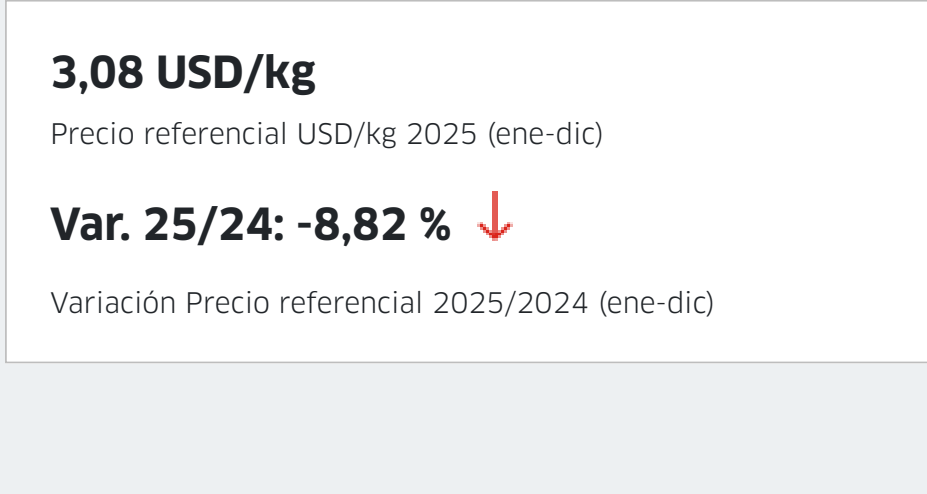 3,08 USD/kg
Precio referencial USD/kg 2025 (ene-dic)
Var. 25/24: -8,82 %
Variación Precio referencial 2025/2024 (ene-dic)